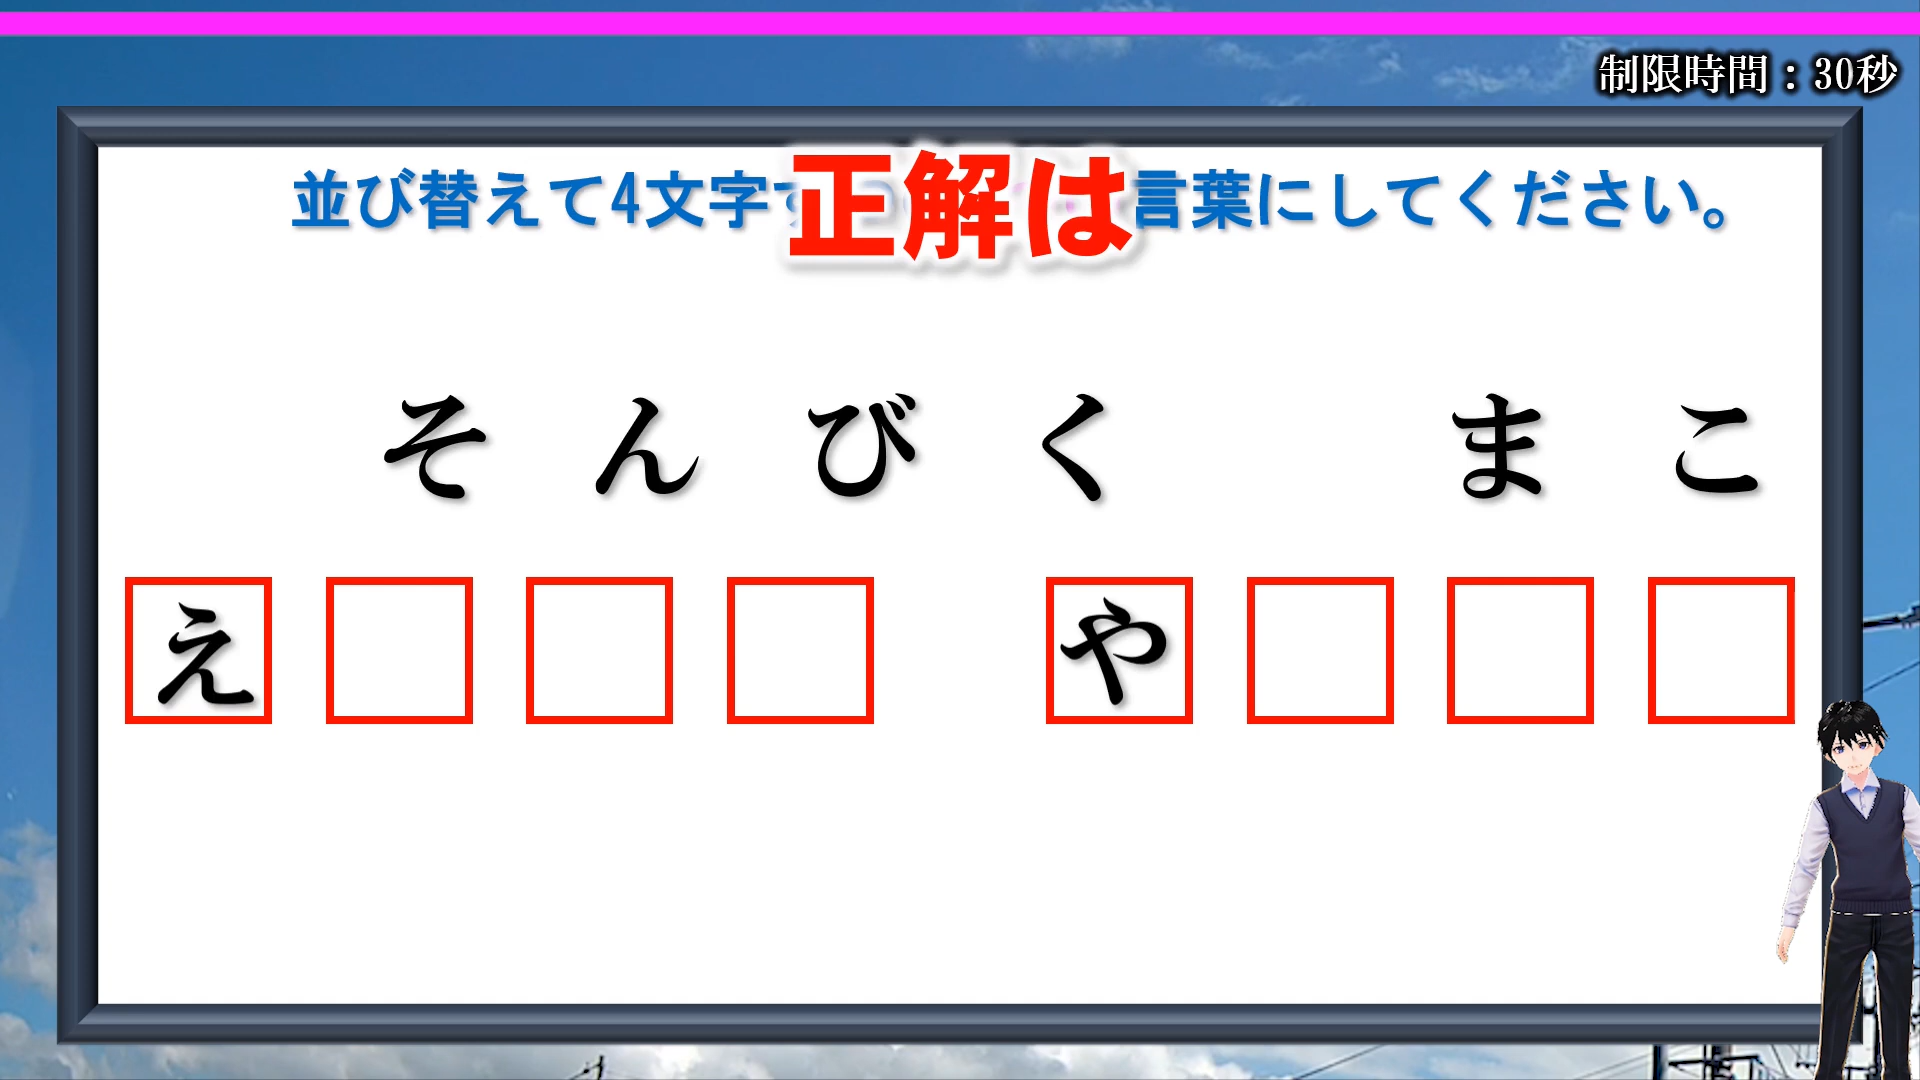 制限時間：30秒
並び替えて4文字
正解は
言葉にしてください。
そ ん び く ま こ
え や